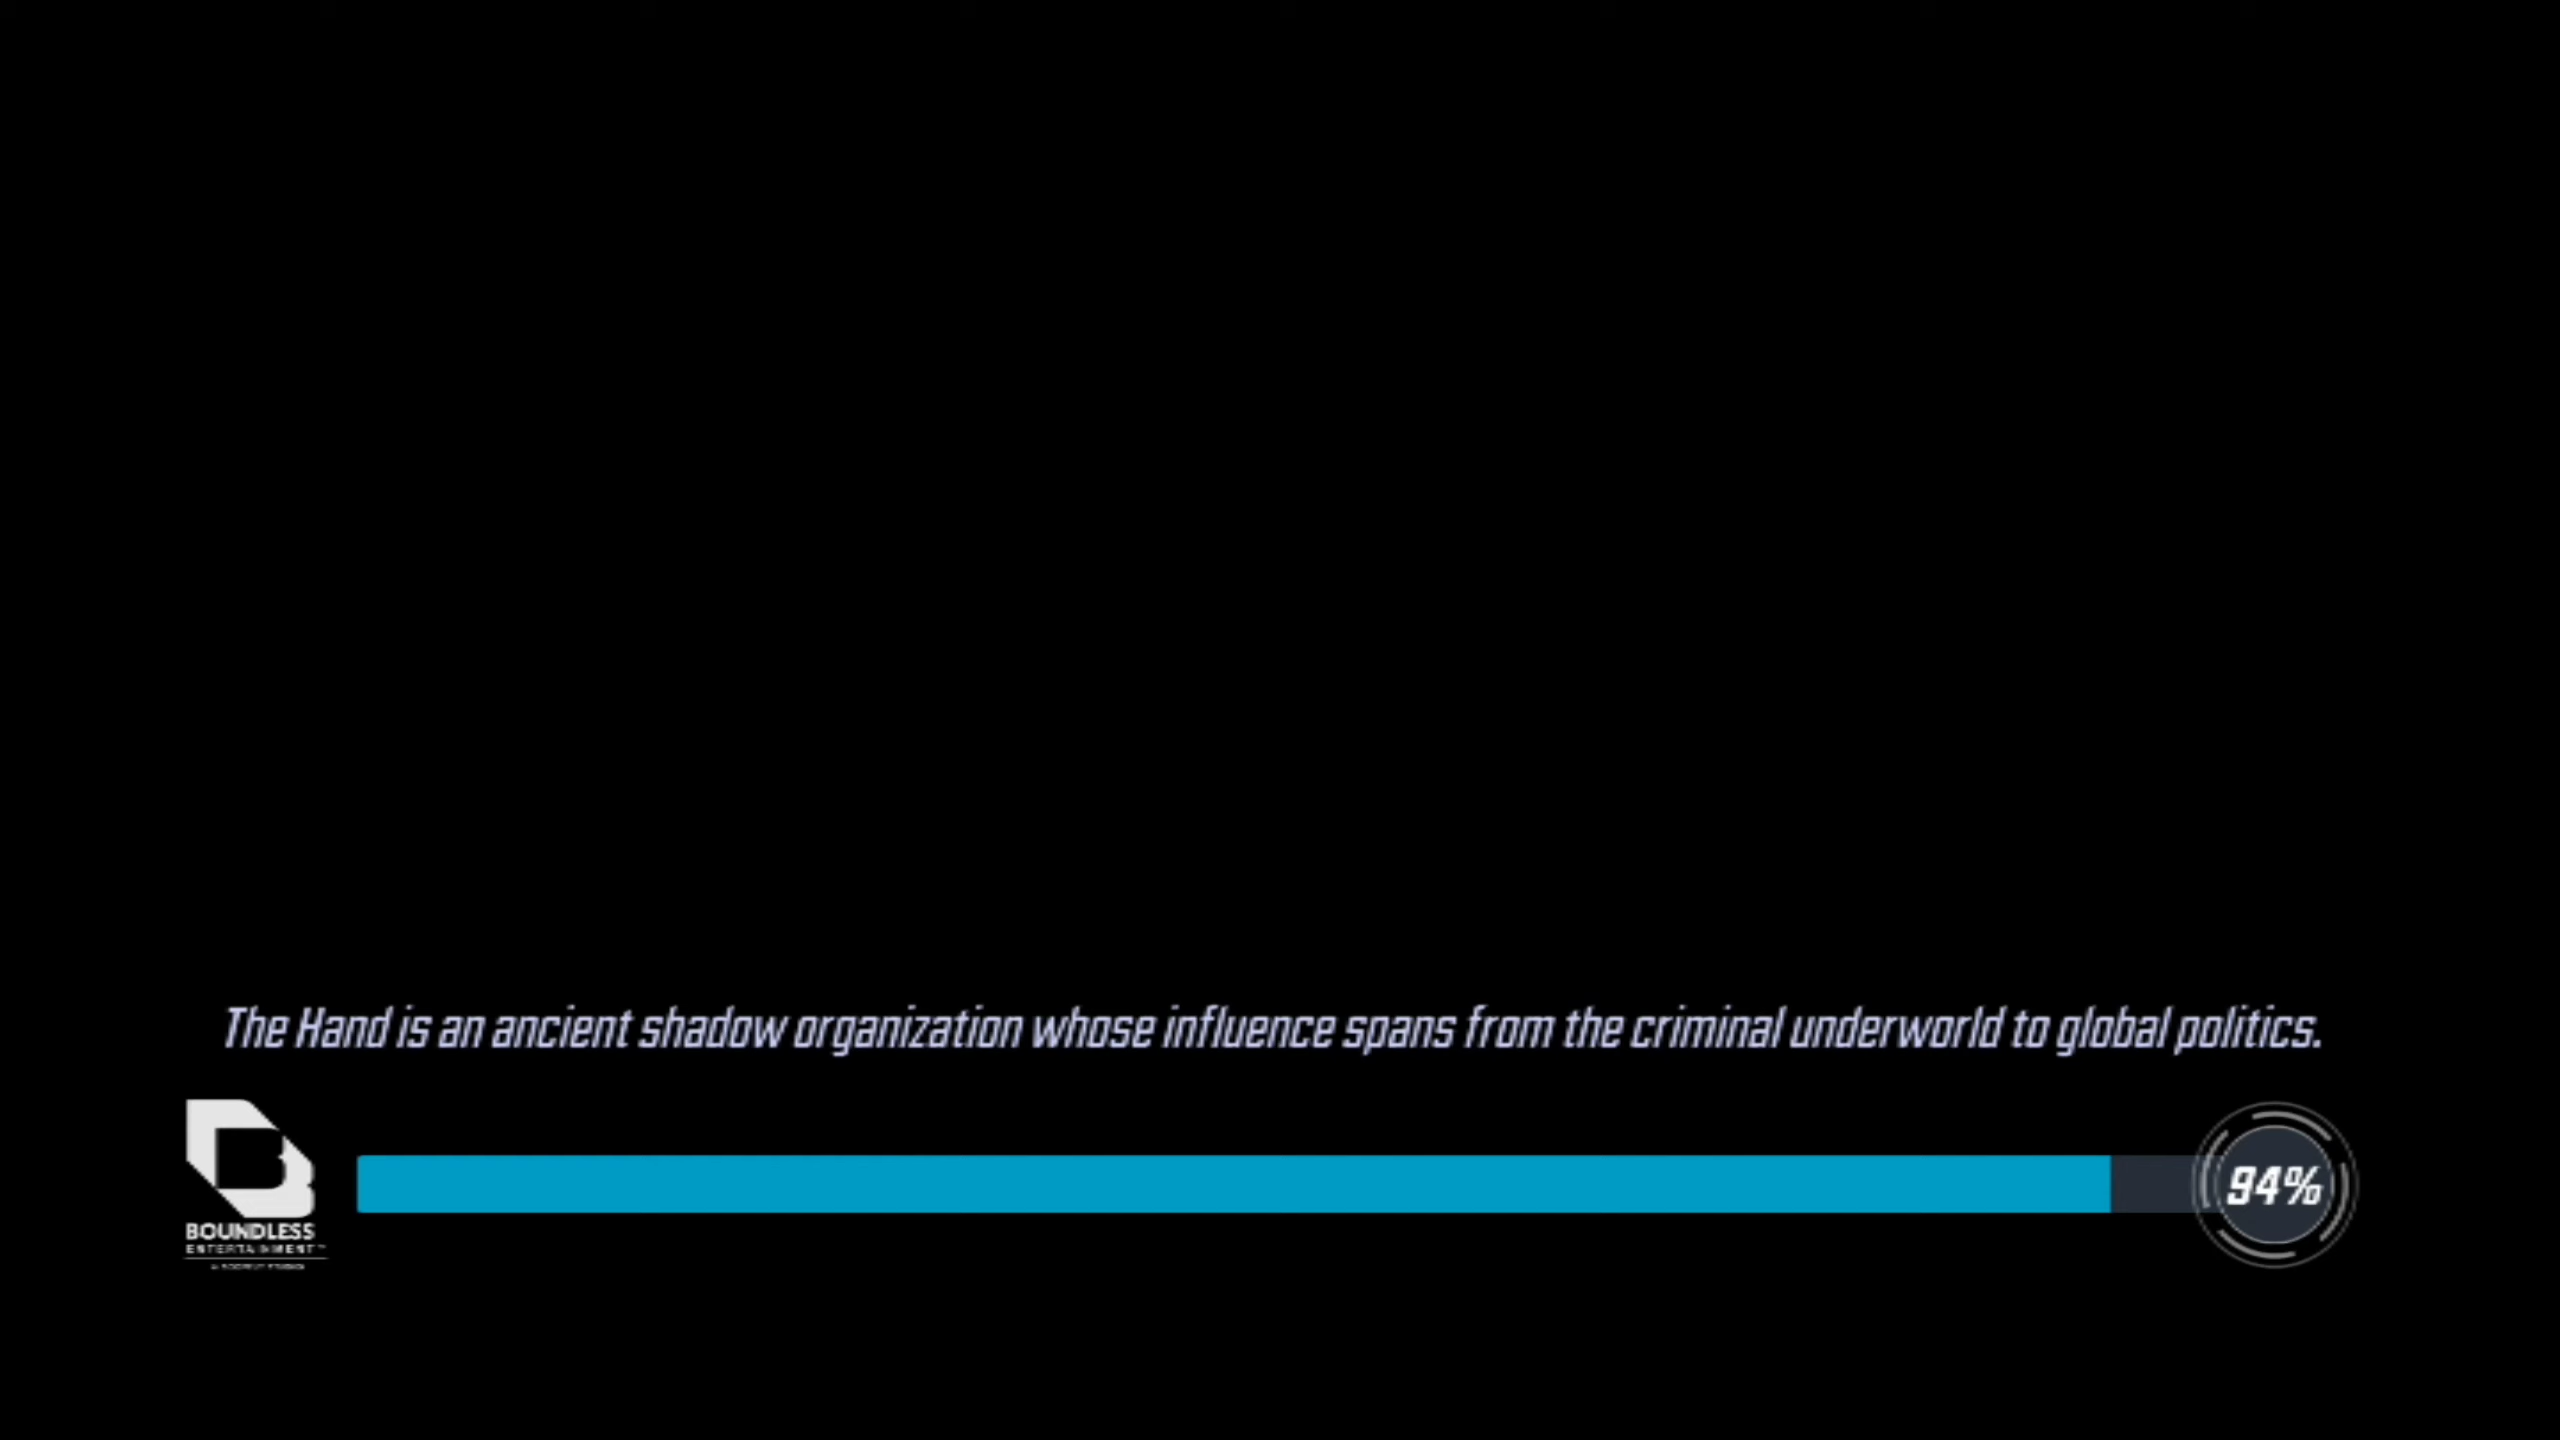 The Hand is an ancient shadow organization whose influence spans from the criminal underworld to global politics.
94%
BOUNDLESS
ENTERTAINMENT™